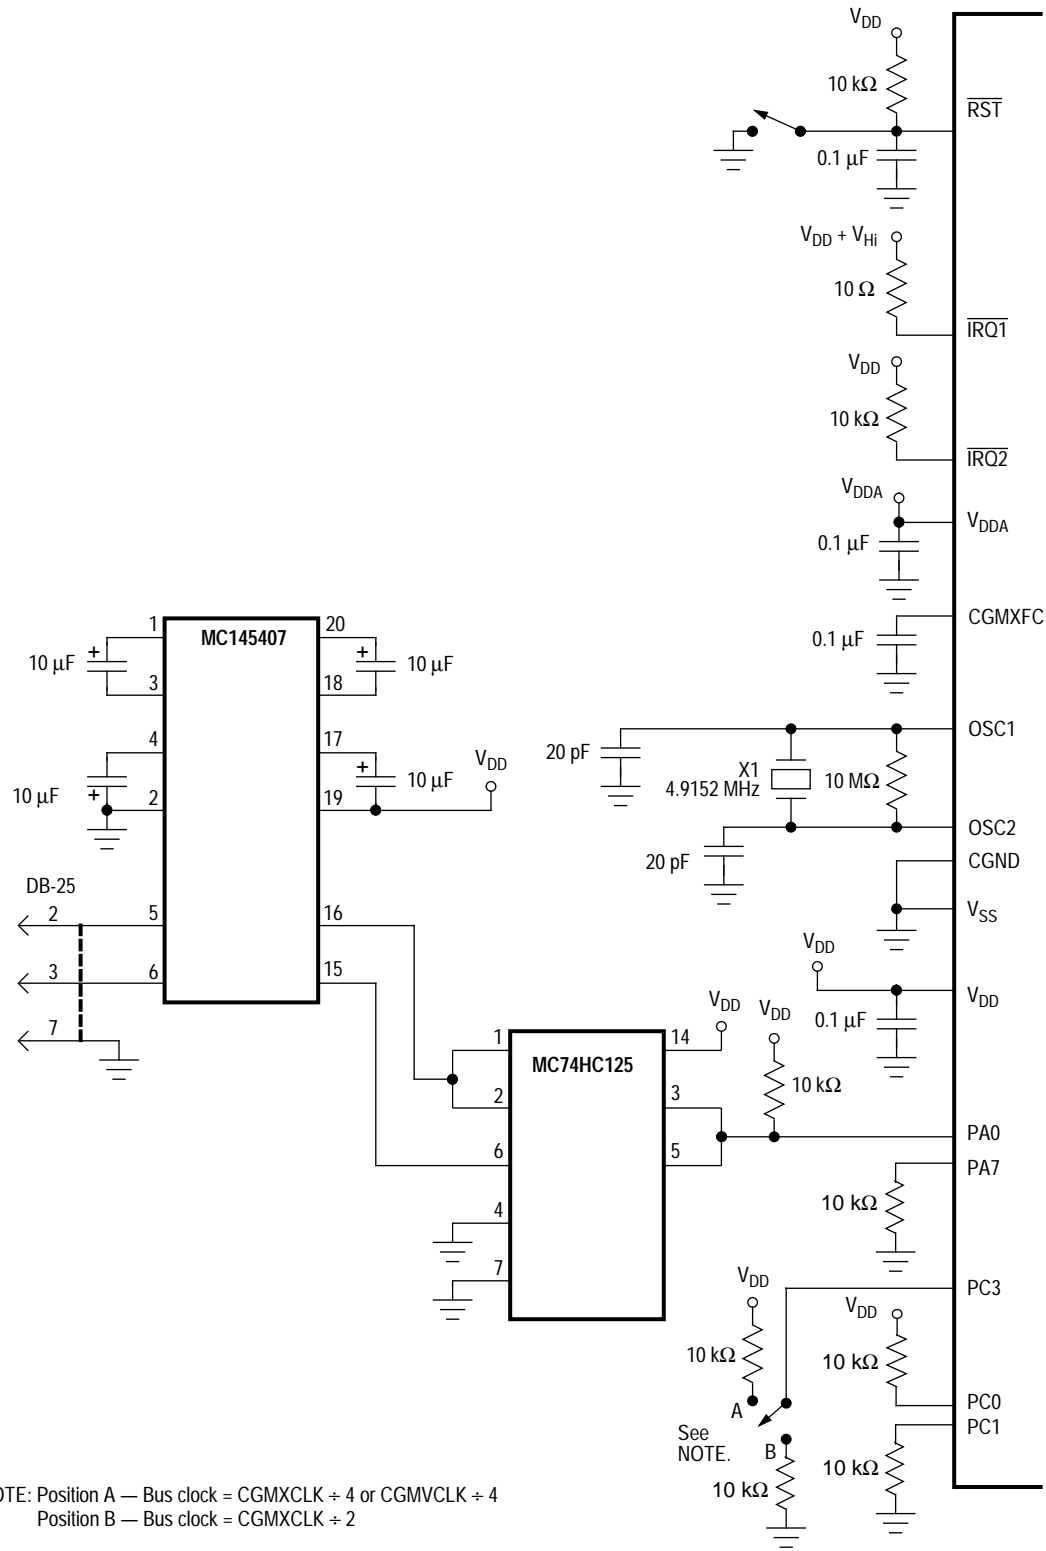 VDD
10 kΩ
RST
0.1 µF
VDD + VHi
10 Ω
IRQ1
VDD
10 kΩ
IRQ2
VDDA
VDDA
0.1 µF
CGMXFC
0.1 µF
1
MC145407
20
+
10 µF
+
10 µF
3
18
4
17
10 µF
+
+
10 µF
VDD
2
19
OSC1
20 pF
X1
4.9152 MHz
10 MΩ
OSC2
20 pF
CGND
VSS
DB-25
2
5
16
3
6
15
7
VDD
VDD
0.1 µF
VDD
VDD
1
MC74HC125
14
10 kΩ
2
3
PA0
6
5
PA7
10 kΩ
4
7
VDD
PC3
VDD
10 kΩ
10 kΩ
A
PC0
PC1
See
NOTE.
B
10 kΩ
10 kΩ
OTE: Position A — Bus clock = CGMXCLK ÷ 4 or CGMVCLK ÷ 4
Position B — Bus clock = CGMXCLK ÷ 2